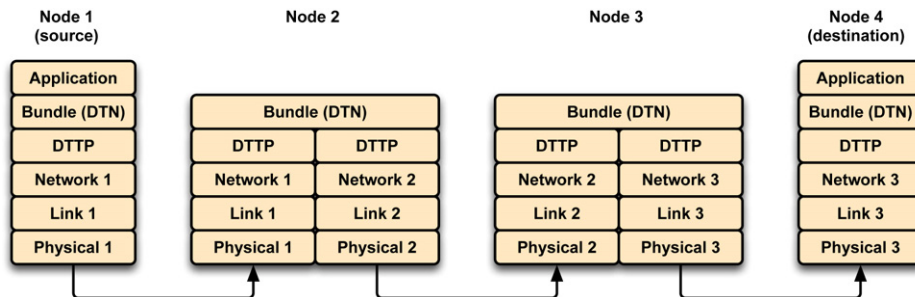 Node 1
(source)
Node 2
Node 3
Node 4
(destination)
Application
Bundle (DTN)
DTTP
Network 1
Link 1
Physical 1
Bundle (DTN)
DTTP
DTTP
Network 1
Network 2
Link 1
Link 2
Physical 1
Physical 2
Bundle (DTN)
DTTP
DTTP
Network 2
Network 3
Link 2
Link 3
Physical 2
Physical 3
Application
Bundle (DTN)
DTTP
Network 3
Link 3
Physical 3